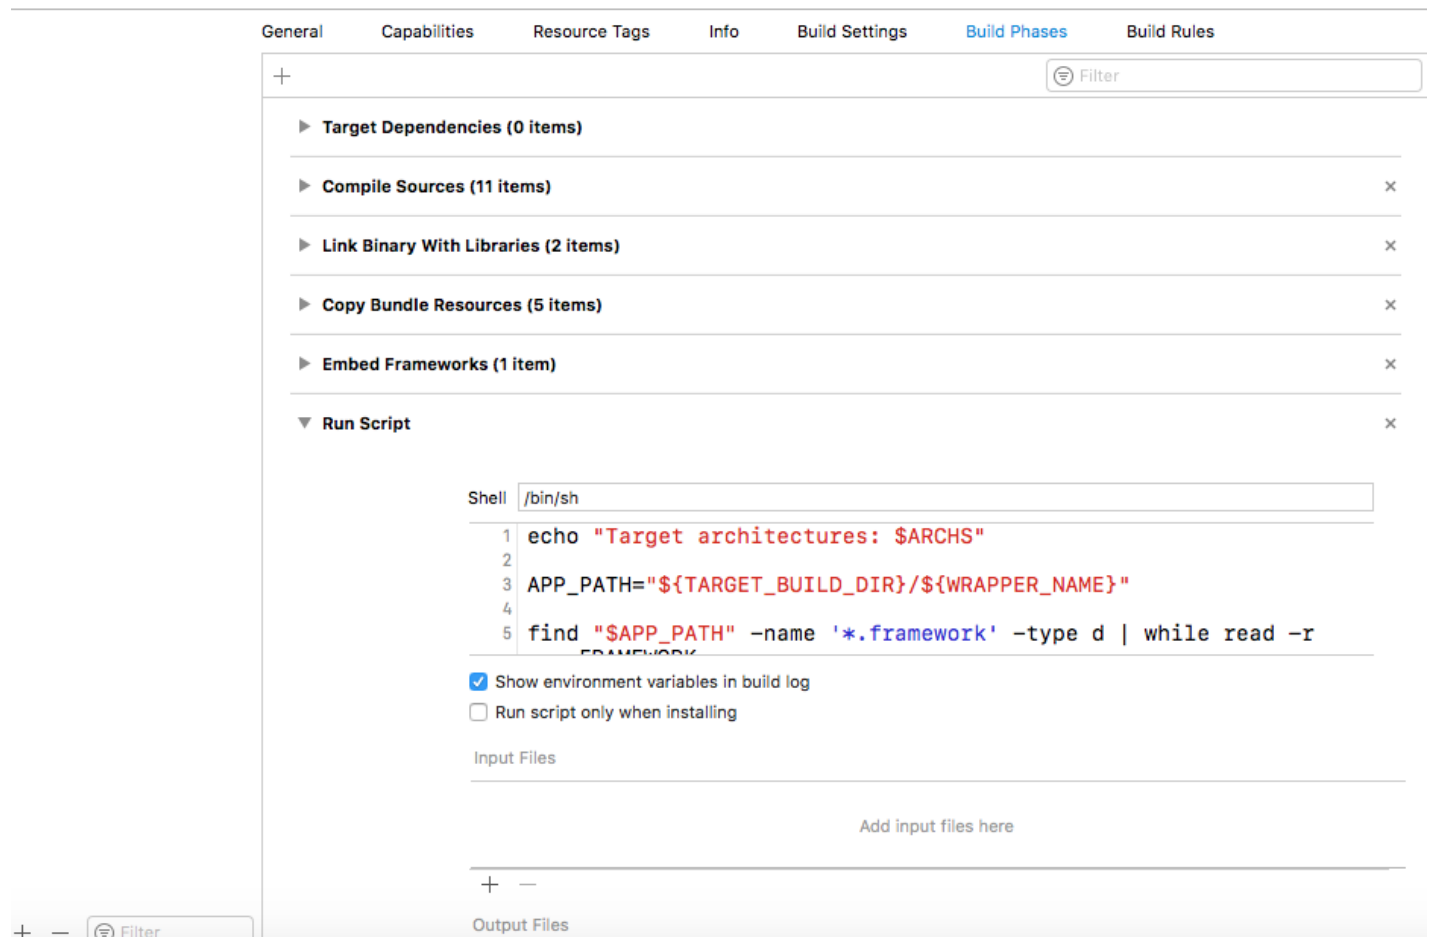 General Capabilities Resource Tags Info Build Settings Build Phases Build Rules
+ Filter
Target Dependencies (0 items)
Compile Sources (11 items) ×
Link Binary With Libraries (2 items) ×
Copy Bundle Resources (5 items) ×
Embed Frameworks (1 item) ×
Run Script ×
Shell /bin/sh
1 echo "Target architectures: $ARCHS"
2
3 APP_PATH="${TARGET_BUILD_DIR}/${WRAPPER_NAME}"
4
5 find "$APP_PATH" -name '*.framework' -type d | while read -r
FRAMEWORK
Show environment variables in build log
Run script only when installing
Input Files
Add input files here
+ −
Output Files
+ − Filter